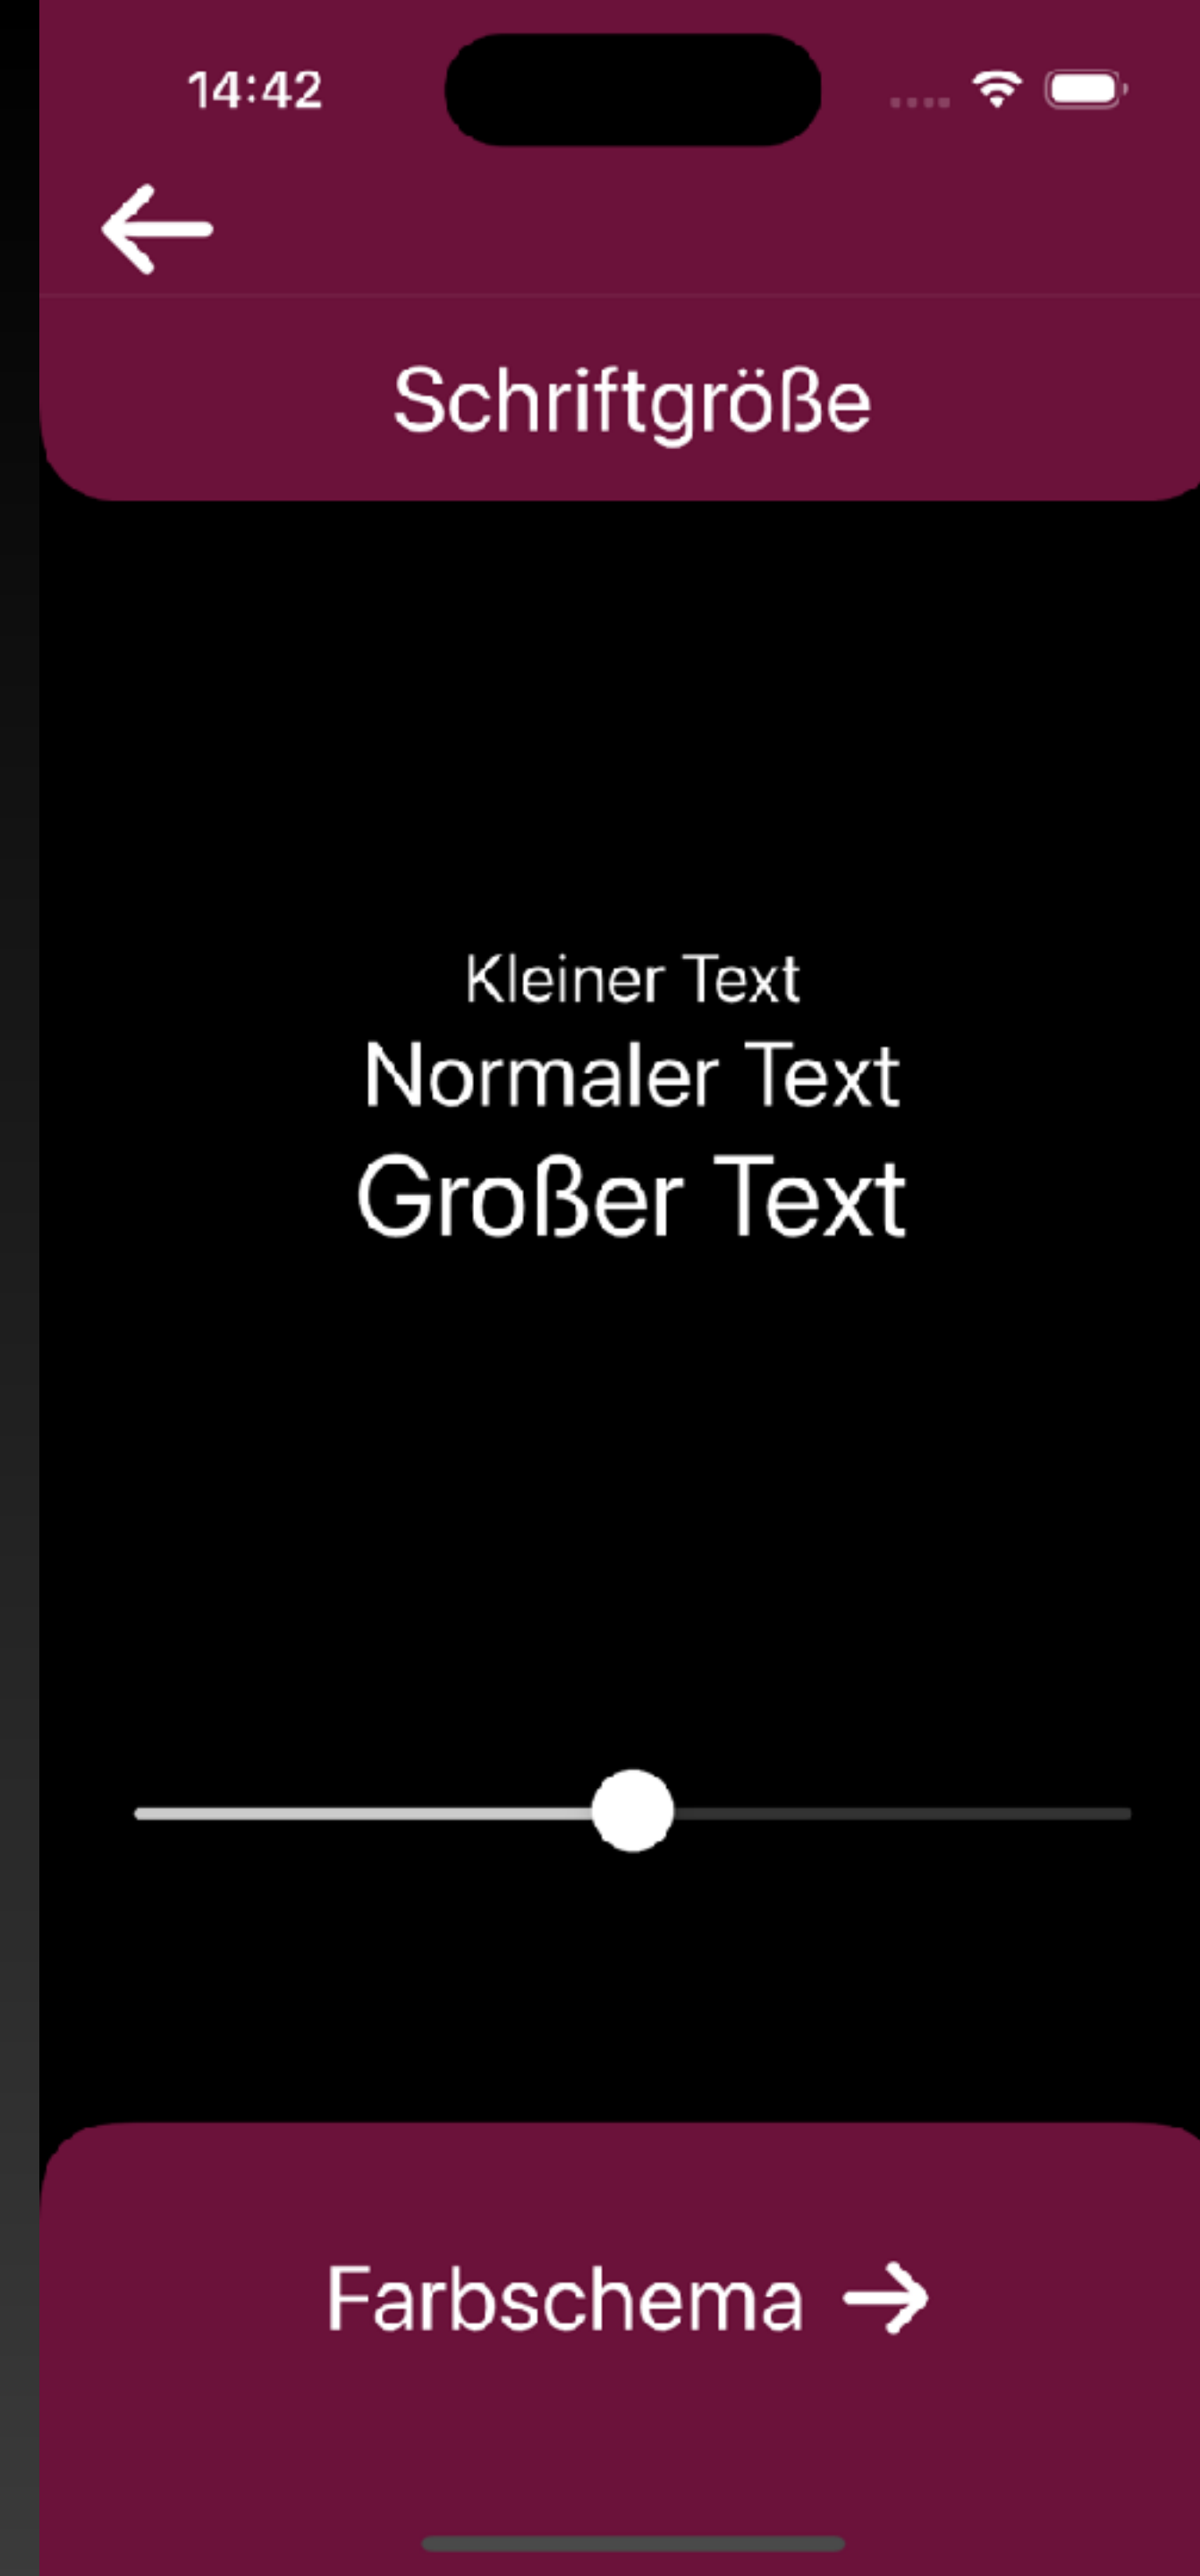 14:42
Schriftgröße
Kleiner Text
Normaler Text
Großer Text
Farbschema